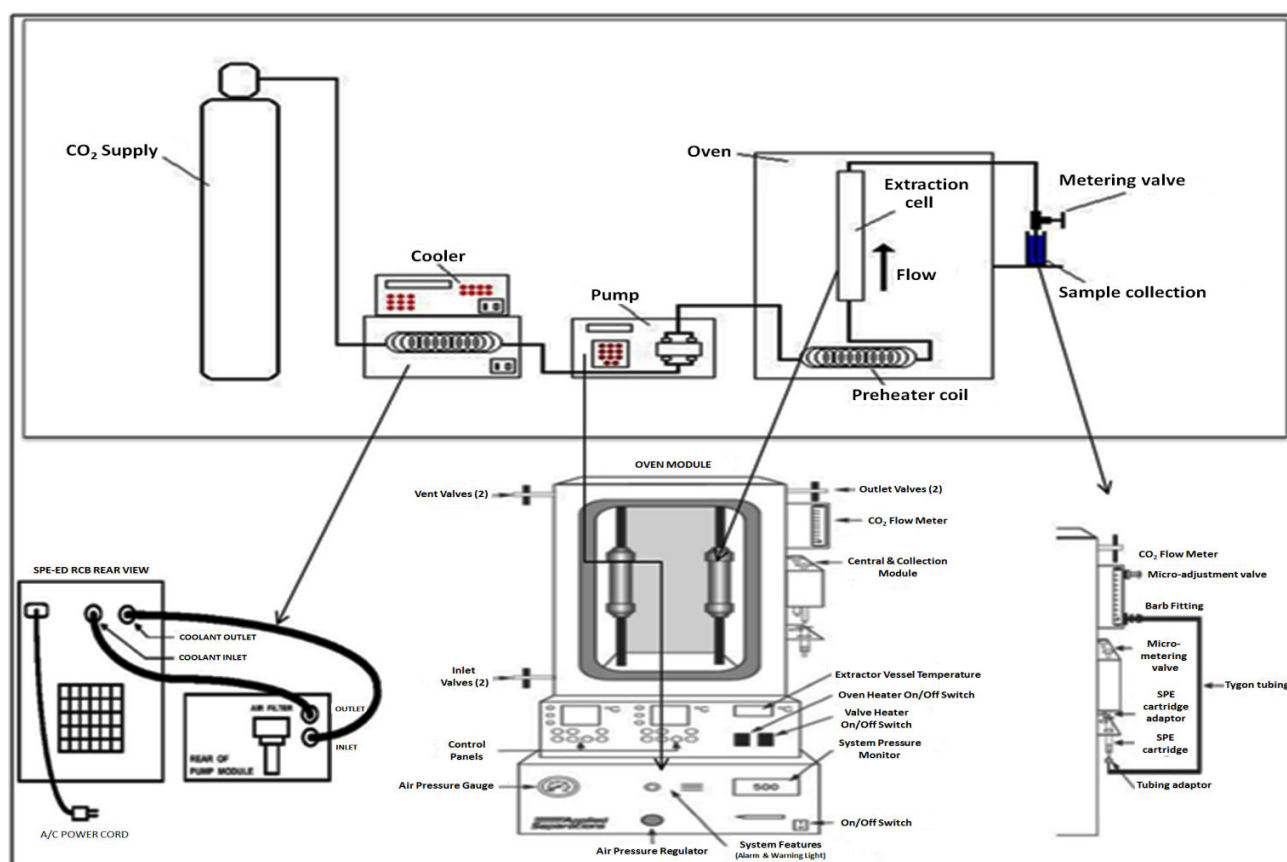 CO₂ Supply
Oven
Extraction
cell
Metering valve
Cooler
Flow
Pump
Sample collection
Preheater coil
OVEN MODULE
Vent Valves (2)
Outlet Valves (2)
CO₂ Flow Meter
Central & Collection
Module
SPE-ED RCB REAR VIEW
COOLANT OUTLET
COOLANT INLET
Inlet
Valves (2)
AIR FILTER
OUTLET
INLET
REAR OF
PUMP MODULE
A/C POWER CORD
Extractor Vessel Temperature
Oven Heater On/Off Switch
Valve Heater
On/Off Switch
Control
Panels
System Pressure
Monitor
Air Pressure Gauge
500
Applied
Separations
On/Off Switch
Air Pressure Regulator
System Features
(Alarm & Warning Light)
CO₂ Flow Meter
Micro-adjustment valve
Barb Fitting
Micro-
metering
valve
Tygon tubing
SPE
cartridge
adaptor
SPE
cartridge
Tubing adaptor